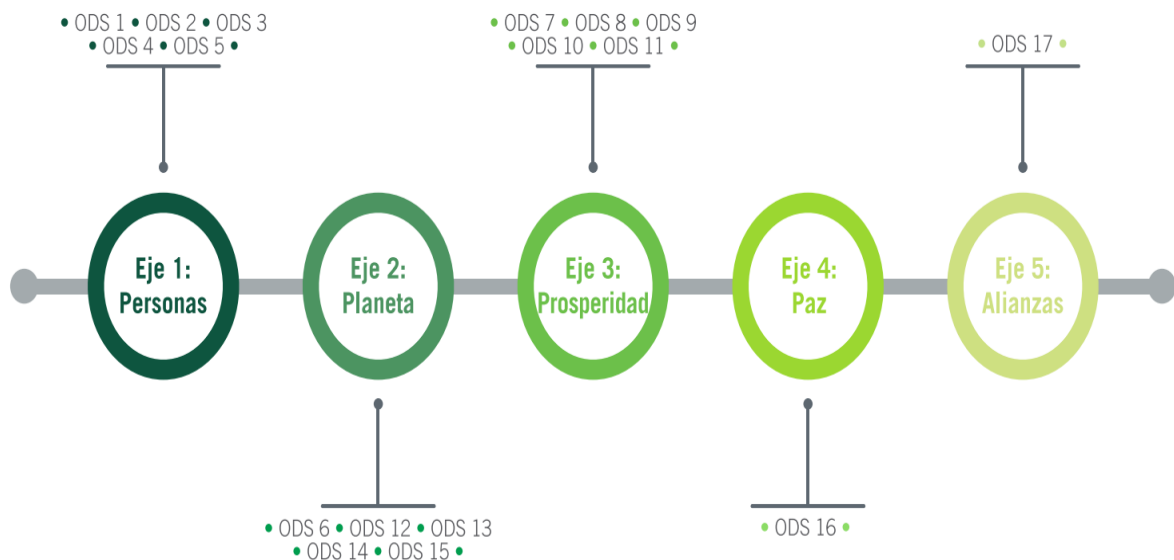 • ODS 1 • ODS 2 • ODS 3
• ODS 4 • ODS 5 •
• ODS 7 • ODS 8 • ODS 9
• ODS 10 • ODS 11 •
• ODS 17 •
Eje 1:
Personas
Eje 2:
Planeta
Eje 3:
Prosperidad
Eje 4:
Paz
Eje 5:
Alianzas
• ODS 6 • ODS 12 • ODS 13
• ODS 14 • ODS 15 •
• ODS 16 •